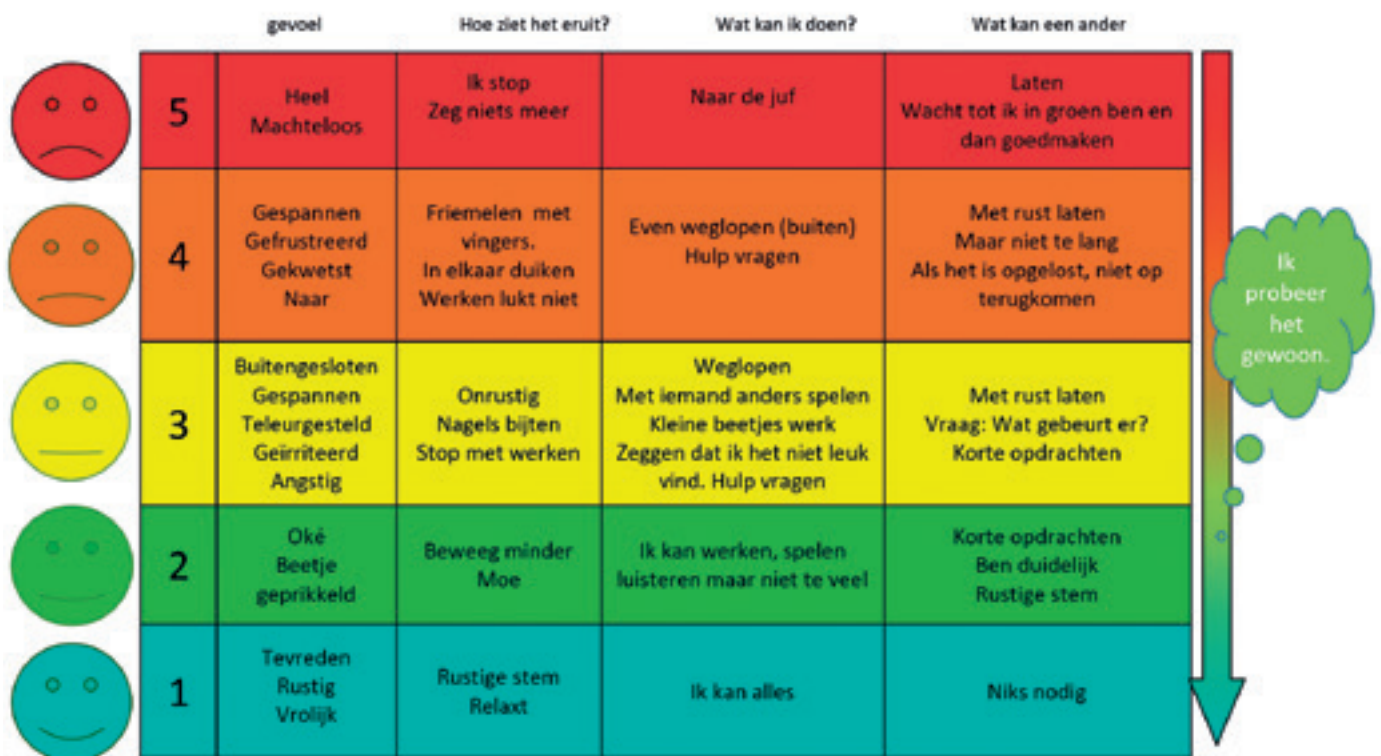 gevoel
Hoe ziet het eruit?
Wat kan ik doen?
Wat kan een ander
5
Heel
Machteloos
Ik stop
Zeg niets meer
Naar de juf
Laten
Wacht tot ik in groen ben en
dan goedmaken
4
Gespannen
Gefrustreerd
Gekwetst
Naar
Friemelen met
vingers.
In elkaar duiken
Werken lukt niet
Even weglopen (buiten)
Hulp vragen
Met rust laten
Maar niet te lang
Als het is opgelost, niet op
terugkomen
3
Buitengesloten
Gespannen
Teleurgesteld
Geïrriteerd
Angstig
Onrustig
Nagels bijten
Stop met werken
Weglopen
Met iemand anders spelen
Kleine beetjes werk
Zeggen dat ik het niet leuk
vind. Hulp vragen
Met rust laten
Vraag: Wat gebeurt er?
Korte opdrachten
2
Oké
Beetje
geprikkeld
Beweeg minder
Moe
Ik kan werken, spelen
luisteren maar niet te veel
Korte opdrachten
Ben duidelijk
Rustige stem
1
Tevreden
Rustig
Vrolijk
Rustige stem
Relaxt
Ik kan alles
Niks nodig
Ik
probeer
het
gewoon.